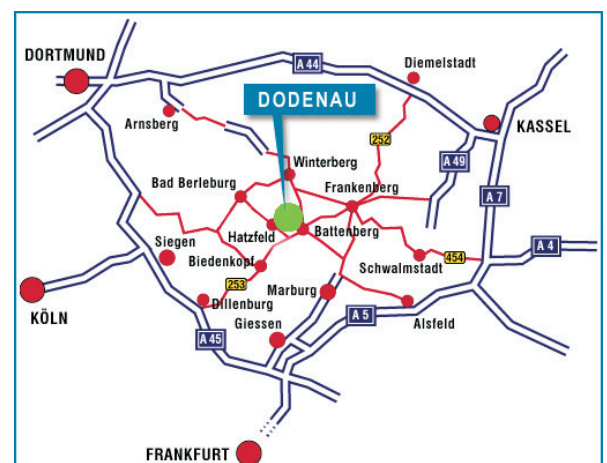 DORTMUND
A 44
Diemelstadt
DODENAU
Arnsberg
KASSEL
252
Winterberg
A 49
Bad Berleburg
Frankenberg
A 7
Hatzfeld
Battenberg
Siegen
A 4
Biedenkopf
454
Schwalmstadt
253
Marburg
Dillenburg
KÖLN
Giessen
A 5
Alsfeld
A 45
FRANKFURT